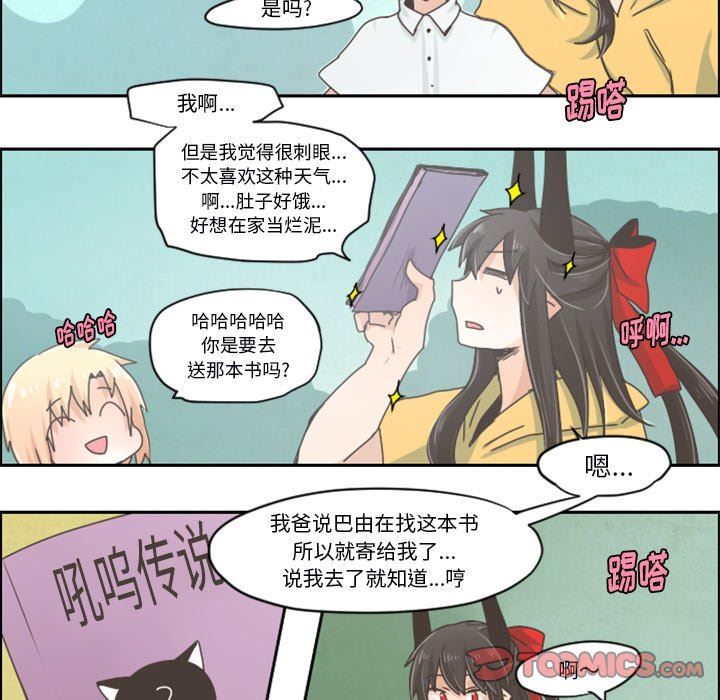 是吗?
踢嗒
我啊...
但是我觉得很刺眼...
不太喜欢这种天气...
啊...肚子好饿...
好想在家当烂泥...
哈哈哈
哈哈哈哈哈
你是要去
送那本书吗?
呼啊...
嗯...
我爸说巴由在找这本书
所以就寄给我了...
说我去了就知道...哼
吼呜传说
踢嗒
啊~
TOOMICS.COM
?